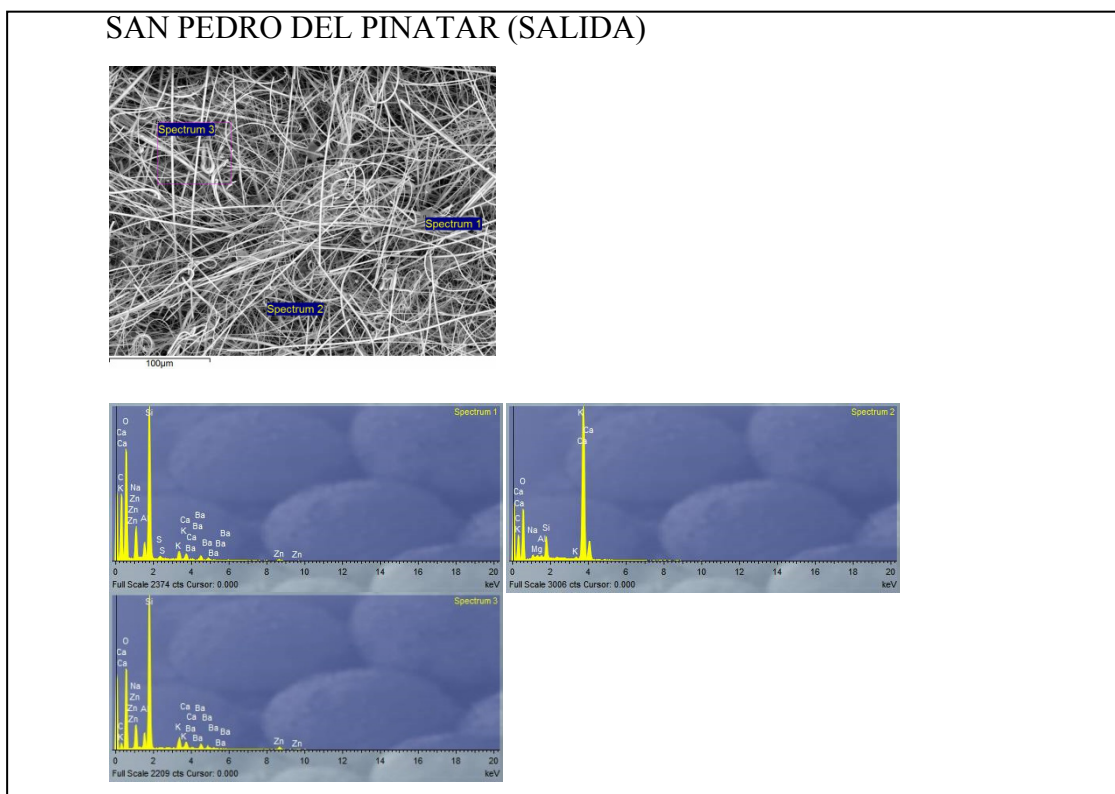 SAN PEDRO DEL PINATAR (SALIDA)
Spectrum 3
Spectrum 1
Spectrum 2
100µm
Spectrum 1
Si
O
Ca
Ca
C
K
Na
Zn
Zn
Zn
Al
S
S
K
Ca
K
Ca
Ba
Ba
Ba
Ba
Ba
Ba
Ba
Zn
Zn
0 2 4 6 8 10 12 14 16 18 20
Full Scale 2374 cts Cursor: 0.000
keV
Spectrum 2
K
Ca
Ca
O
Ca
Ca
C
K
Na
Mg
Al
Si
K
0 2 4 6 8 10 12 14 16 18 20
Full Scale 3006 cts Cursor: 0.000
keV
Spectrum 3
Si
O
Ca
Ca
C
K
Na
Zn
Zn
Zn
Al
K
Ca
Ca
K
Ba
Ba
Ba
Ba
Ba
Ba
Ba
Zn
Zn
0 2 4 6 8 10 12 14 16 18 20
Full Scale 2209 cts Cursor: 0.000
keV